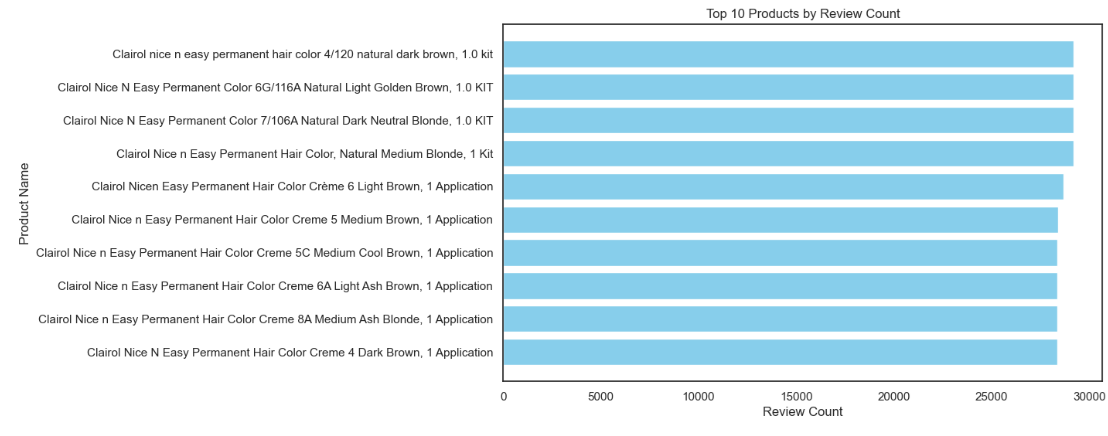 Top 10 Products by Review Count
Product Name
Clairol nice n easy permanent hair color 4/120 natural dark brown, 1.0 kit
Clairol Nice N Easy Permanent Color 6G/116A Natural Light Golden Brown, 1.0 KIT
Clairol Nice N Easy Permanent Color 7/106A Natural Dark Neutral Blonde, 1.0 KIT
Clairol Nice n Easy Permanent Hair Color, Natural Medium Blonde, 1 Kit
Clairol Nicen Easy Permanent Hair Color Crème 6 Light Brown, 1 Application
Clairol Nice n Easy Permanent Hair Color Creme 5 Medium Brown, 1 Application
Clairol Nice n Easy Permanent Hair Color Creme 5C Medium Cool Brown, 1 Application
Clairol Nice n Easy Permanent Hair Color Creme 6A Light Ash Brown, 1 Application
Clairol Nice n Easy Permanent Hair Color Creme 8A Medium Ash Blonde, 1 Application
Clairol Nice N Easy Permanent Hair Color Creme 4 Dark Brown, 1 Application
0 5000 10000 15000 20000 25000 30000
Review Count